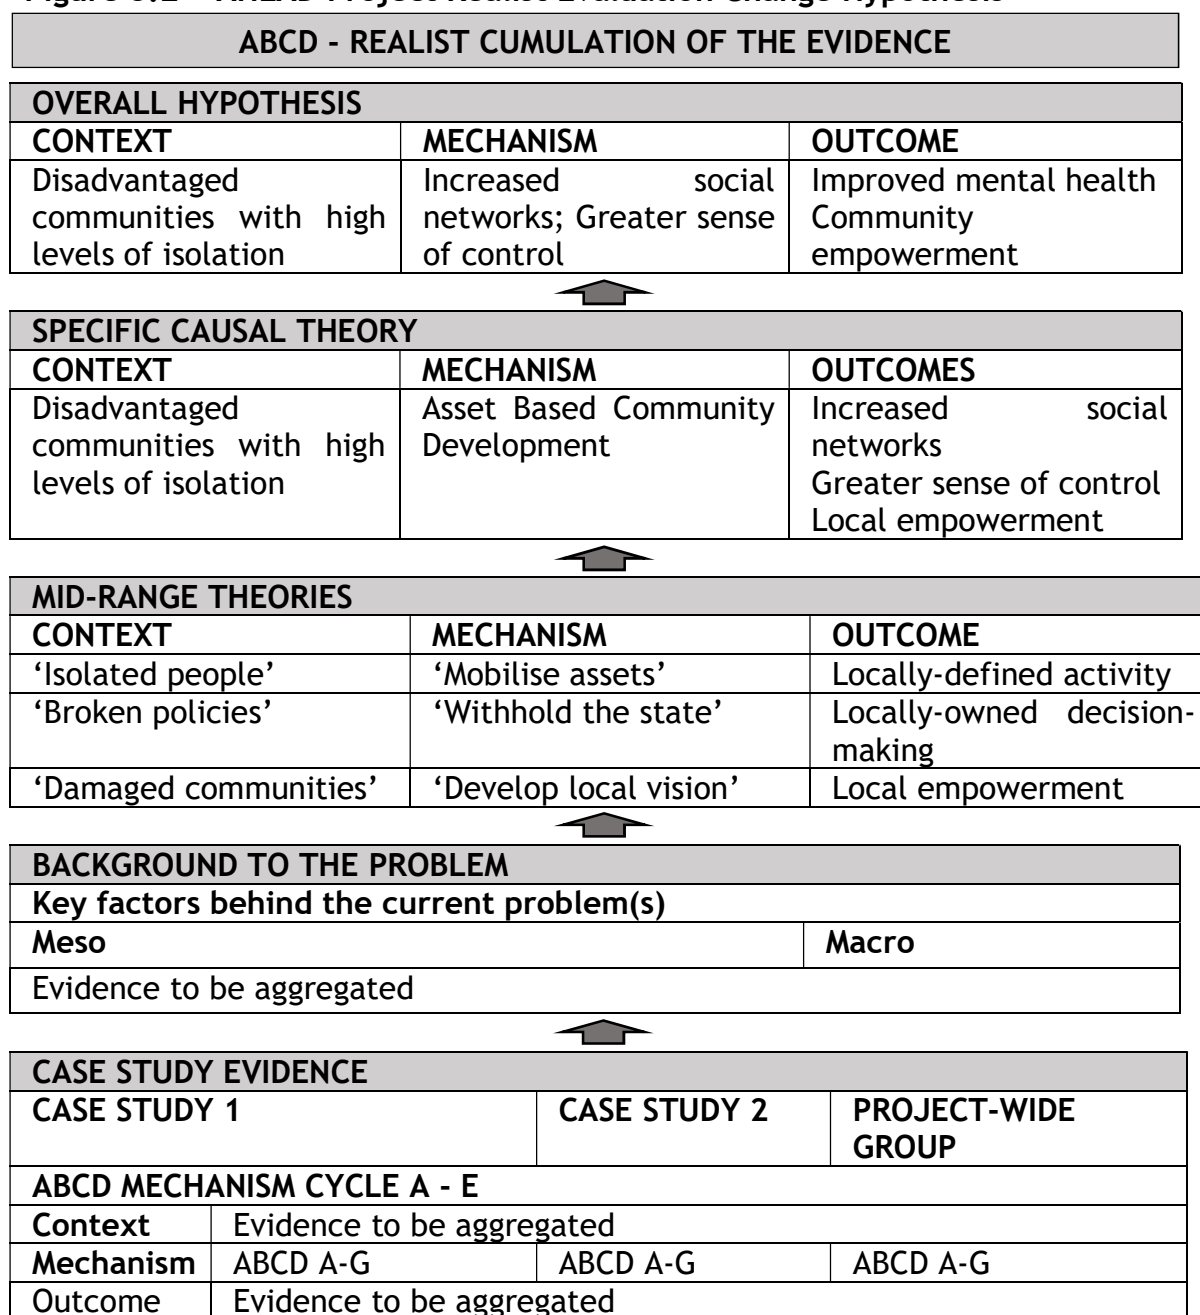 ABCD - REALIST CUMULATION OF THE EVIDENCE
OVERALL HYPOTHESIS
CONTEXT MECHANISM OUTCOME
Disadvantaged Increased social Improved mental health
communities with high networks; Greater sense Community
levels of isolation of control empowerment
SPECIFIC CAUSAL THEORY
CONTEXT MECHANISM OUTCOMES
Disadvantaged Asset Based Community Increased social
communities with high Development networks
levels of isolation Greater sense of control
Local empowerment
MID-RANGE THEORIES
CONTEXT MECHANISM OUTCOME
‘Isolated people’ ‘Mobilise assets’ Locally-defined activity
‘Broken policies’ ‘Withhold the state’ Locally-owned decision-
making
‘Damaged communities’ ‘Develop local vision’ Local empowerment
BACKGROUND TO THE PROBLEM
Key factors behind the current problem(s)
Meso Macro
Evidence to be aggregated
CASE STUDY EVIDENCE
CASE STUDY 1 CASE STUDY 2 PROJECT-WIDE
GROUP
ABCD MECHANISM CYCLE A - E
Context Evidence to be aggregated
Mechanism ABCD A-G ABCD A-G ABCD A-G
Outcome Evidence to be aggregated